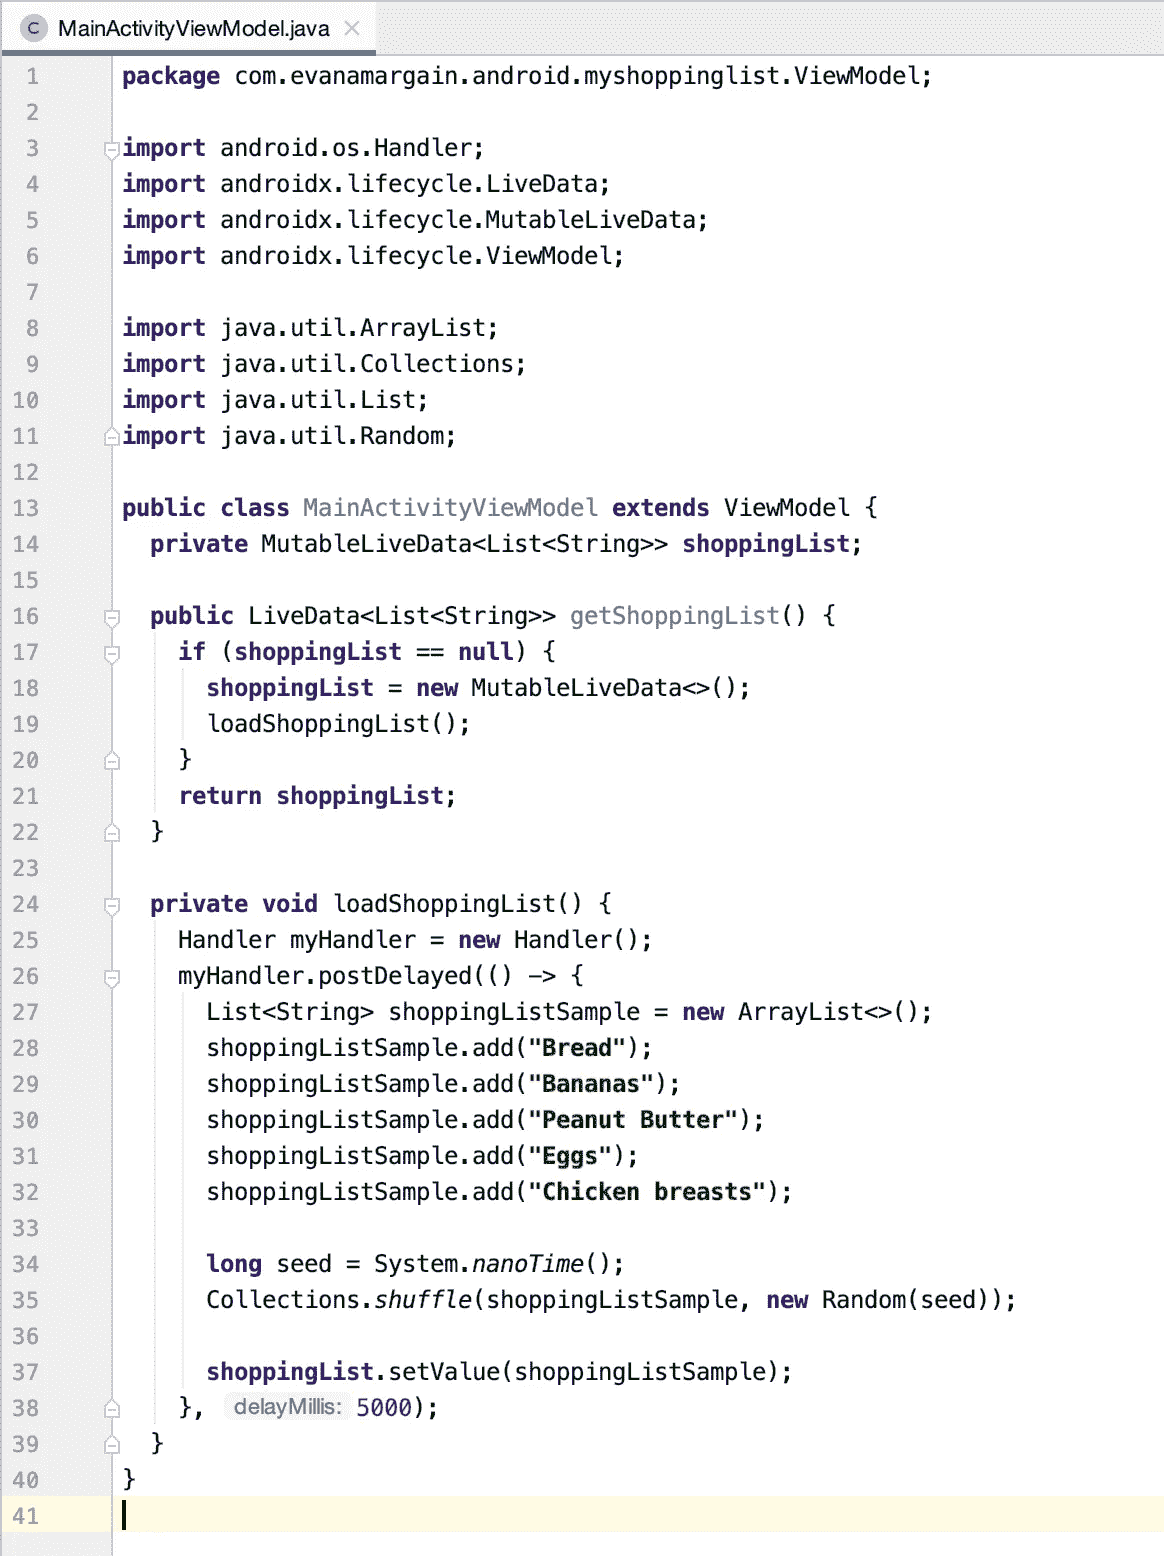 C MainActivityViewModel.java
1 package com.evanamargain.android.myshoppinglist.ViewModel;
2
3 import android.os.Handler;
4 import androidx.lifecycle.LiveData;
5 import androidx.lifecycle.MutableLiveData;
6 import androidx.lifecycle.ViewModel;
7
8 import java.util.ArrayList;
9 import java.util.Collections;
10 import java.util.List;
11 import java.util.Random;
12
13 public class MainActivityViewModel extends ViewModel {
14   private MutableLiveData<List<String>> shoppingList;
15
16   public LiveData<List<String>> getShoppingList() {
17     if (shoppingList == null) {
18       shoppingList = new MutableLiveData<>();
19       loadShoppingList();
20     }
21     return shoppingList;
22   }
23
24   private void loadShoppingList() {
25     Handler myHandler = new Handler();
26     myHandler.postDelayed(() -> {
27       List<String> shoppingListSample = new ArrayList<>();
28       shoppingListSample.add("Bread");
29       shoppingListSample.add("Bananas");
30       shoppingListSample.add("Peanut Butter");
31       shoppingListSample.add("Eggs");
32       shoppingListSample.add("Chicken breasts");
33
34       long seed = System.nanoTime();
35       Collections.shuffle(shoppingListSample, new Random(seed));
36
37       shoppingList.setValue(shoppingListSample);
38     }, delayMillis: 5000);
39   }
40 }
41